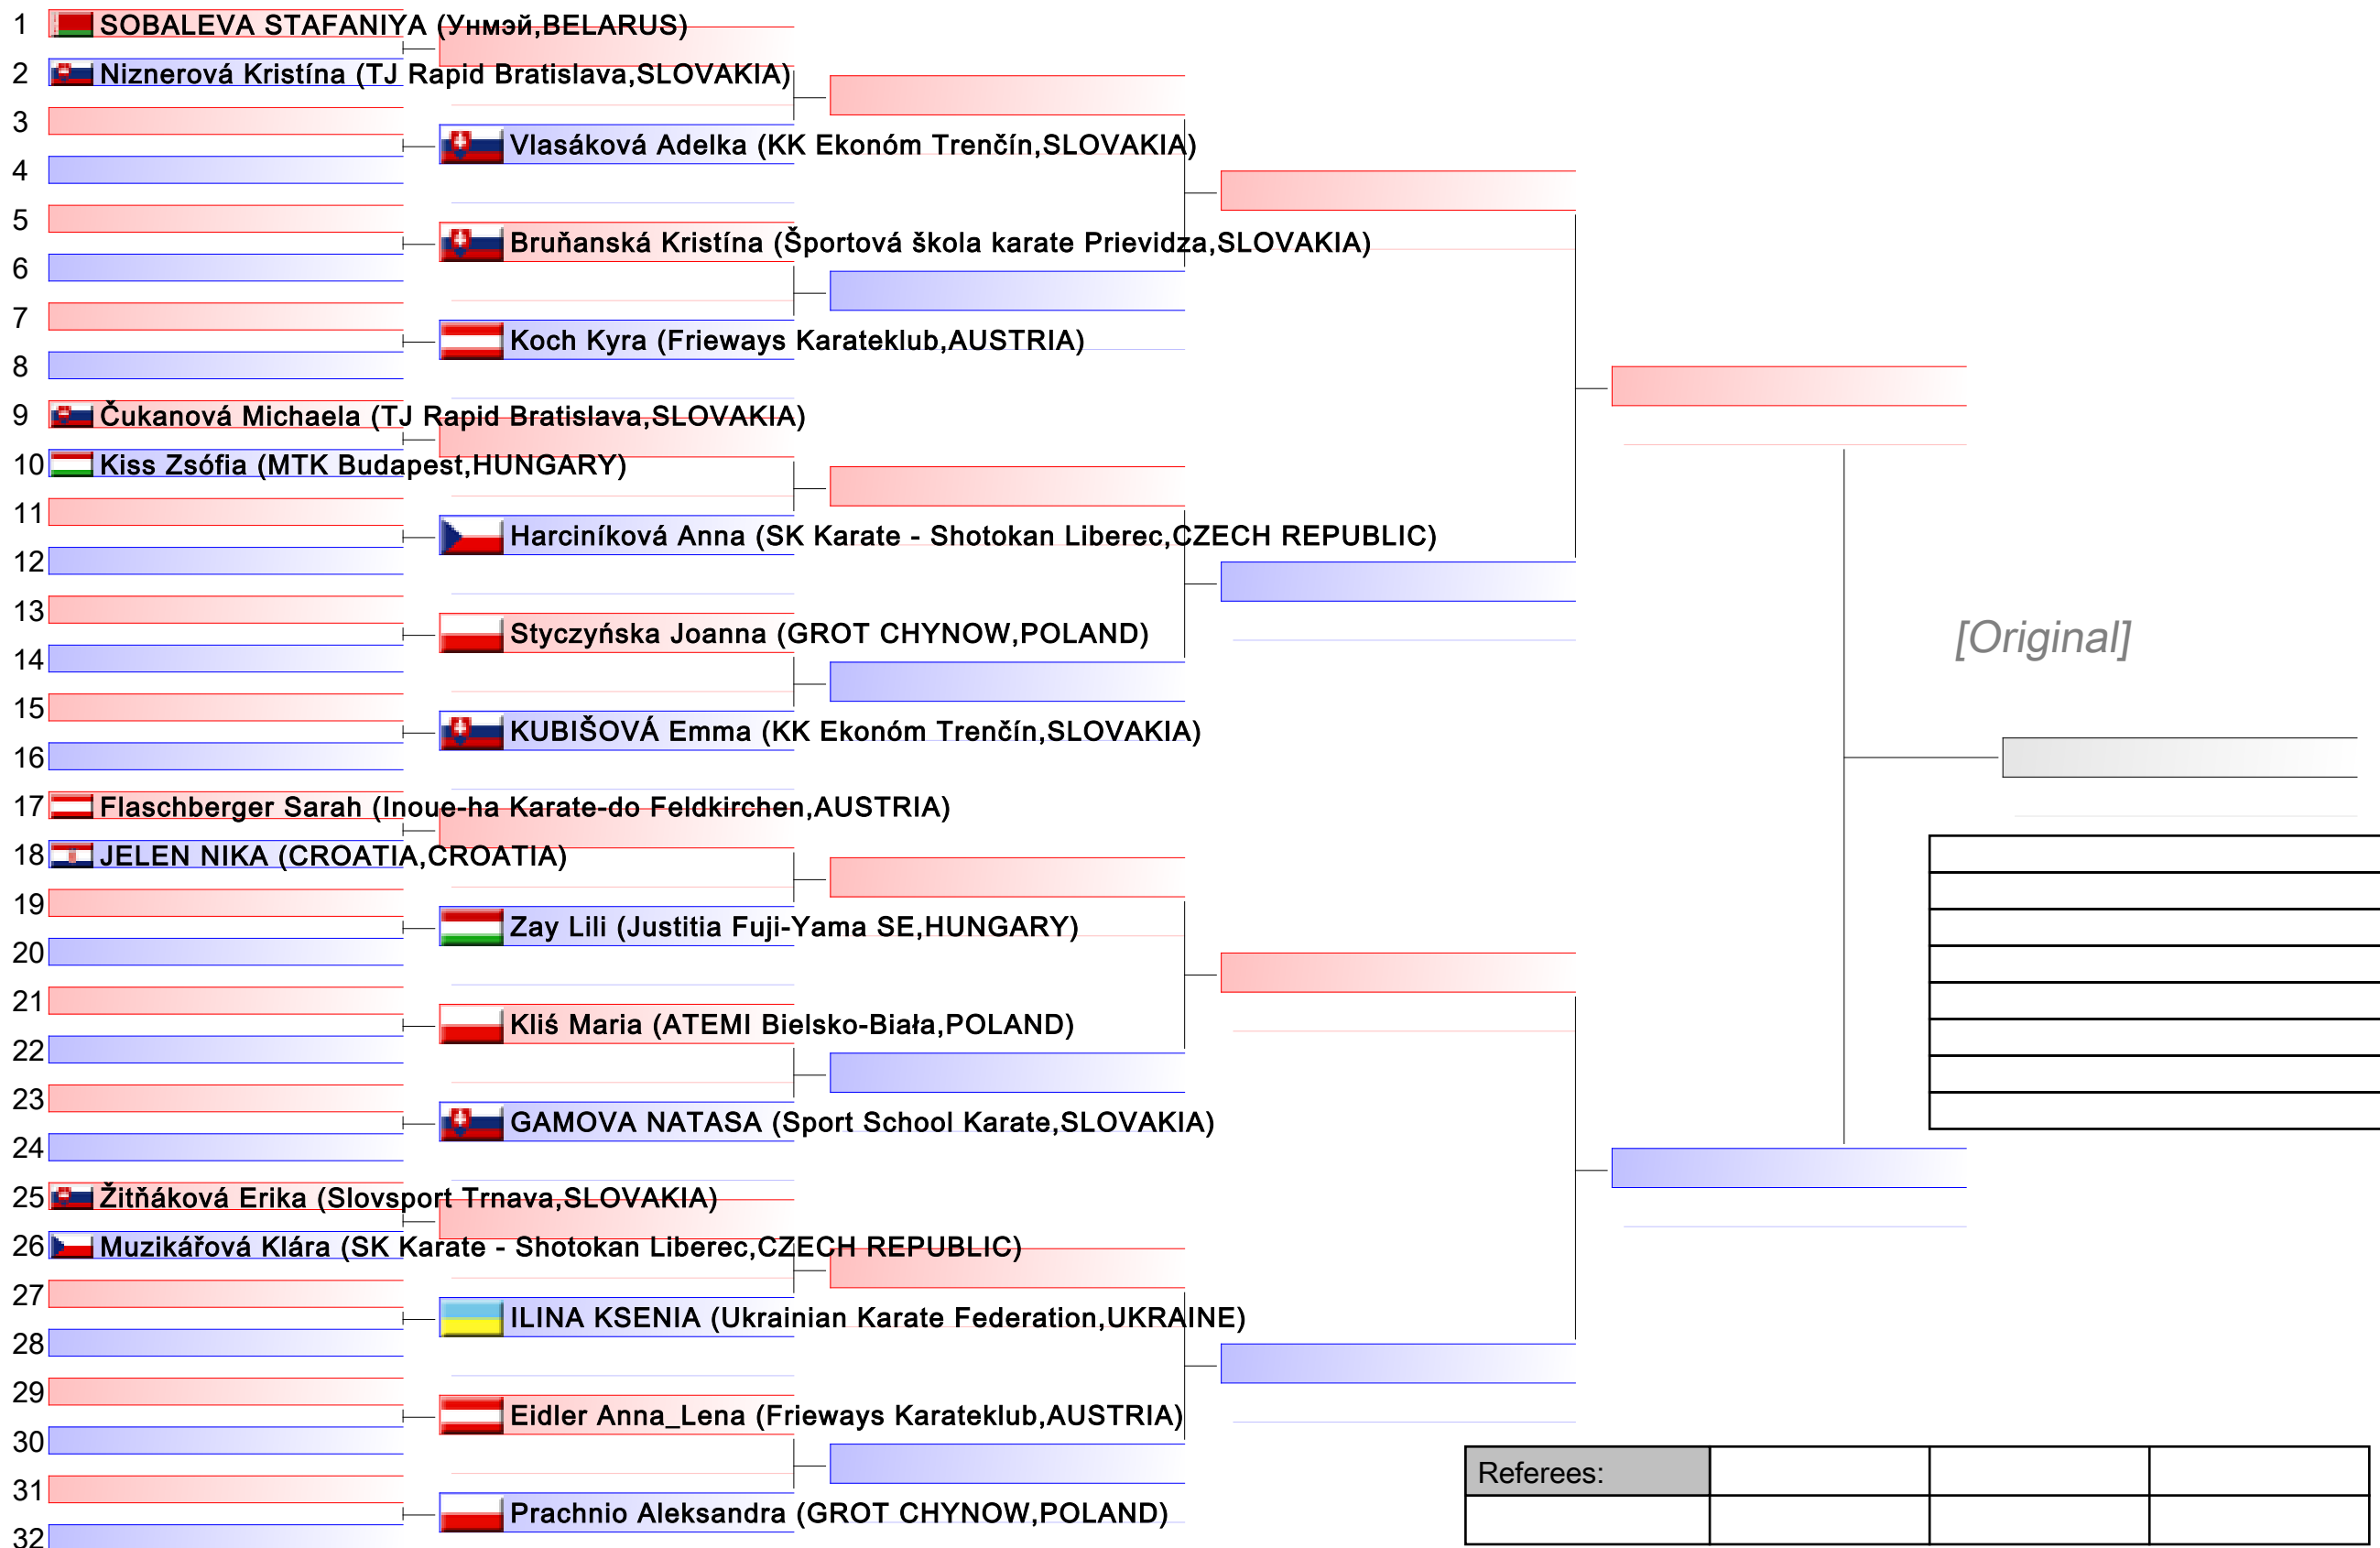 1 SOBALEVA STAFANIYA (Унмэй,BELARUS)
2 Niznerová Kristína (TJ Rapid Bratislava,SLOVAKIA)
3
Vlasáková Adelka (KK Ekonóm Trenčín,SLOVAKIA)
4
5
Bruňanská Kristína (Športová škola karate Prievidza,SLOVAKIA)
6
7
Koch Kyra (Frieways Karateklub,AUSTRIA)
8
9 Čukanová Michaela (TJ Rapid Bratislava,SLOVAKIA)
10 Kiss Zsófia (MTK Budapest,HUNGARY)
11
Harciníková Anna (SK Karate - Shotokan Liberec,CZECH REPUBLIC)
12
13
Styczyńska Joanna (GROT CHYNOW,POLAND)
[Original]
14
15
KUBIŠOVÁ Emma (KK Ekonóm Trenčín,SLOVAKIA)
16
17 Flaschberger Sarah (Inoue-ha Karate-do Feldkirchen,AUSTRIA)
18 JELEN NIKA (CROATIA,CROATIA)
19
Zay Lili (Justitia Fuji-Yama SE,HUNGARY)
20
21
Kliś Maria (ATEMI Bielsko-Biała,POLAND)
22
23
GAMOVA NATASA (Sport School Karate,SLOVAKIA)
24
25 Žitňáková Erika (Slovsport Trnava,SLOVAKIA)
26 Muzikářová Klára (SK Karate - Shotokan Liberec,CZECH REPUBLIC)
27
ILINA KSENIA (Ukrainian Karate Federation,UKRAINE)
28
29
Eidler Anna_Lena (Frieways Karateklub,AUSTRIA)
30
Referees:
31
Prachnio Aleksandra (GROT CHYNOW,POLAND)
32